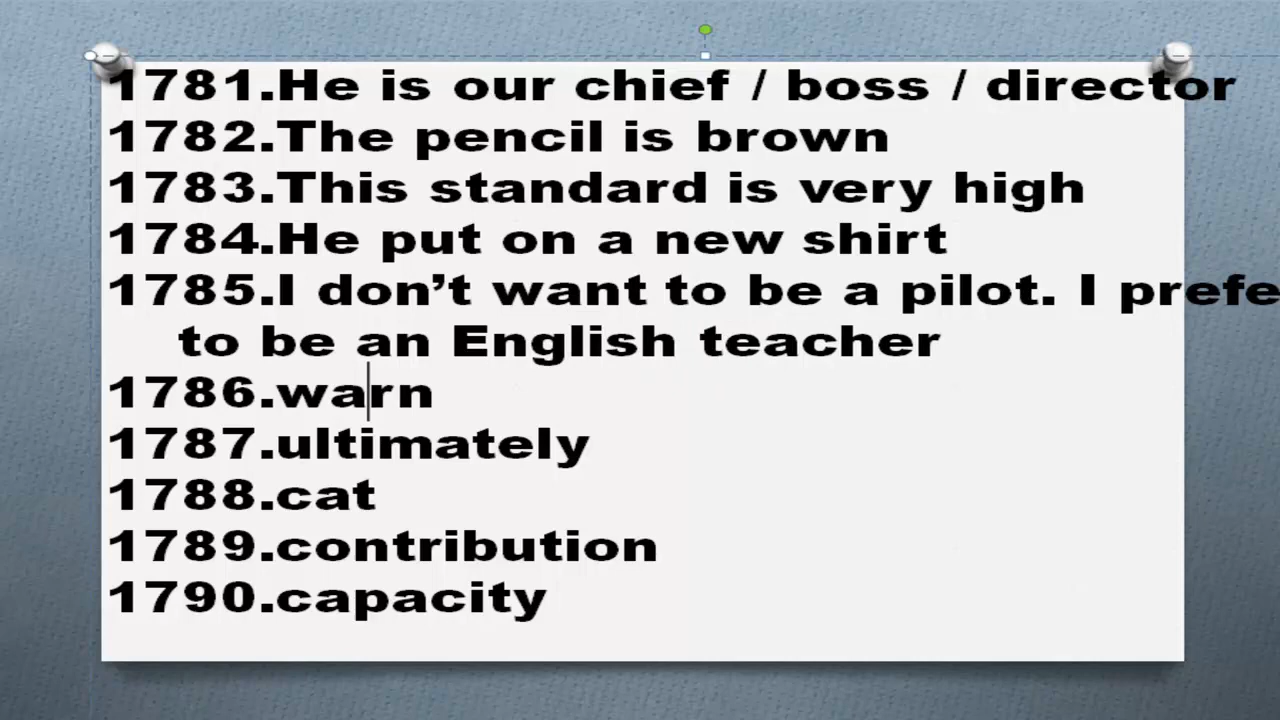 1781.He is our chief / boss / director
1782.The pencil is brown
1783.This standard is very high
1784.He put on a new shirt
1785.I don’t want to be a pilot. I prefe
to be an English teacher
1786.warn
1787.ultimately
1788.cat
1789.contribution
1790.capacity